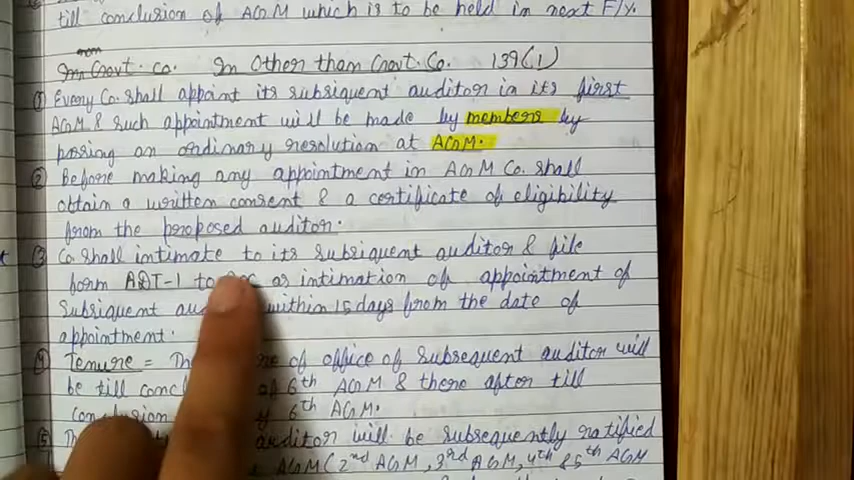 till conclusion of AGM which is to be held in next F/y.
non
Govt. co. In Other than Govt. Co. 139(1)
① Every Co. shall appoint its subsiquent auditor in its first
AGM & such appointment will be made by members by
passing an ordinary resolution at AGM.
② Before making any appointment in AGM Co. shall
obtain a written consent & a certificate of eligibility
from the proposed auditor.
③ Co shall intimate to its subsiquent auditor & file
form ADT-1 to as intimation of appointment of
subsiquent within 15 days from the date of
appointment.
④ Tenure = of office of subsequent auditor will
be till of 6th AGM & there after till
conclusion 6th AGM.
⑤ auditor will be subsequently ratified
AGM (2nd AGM, 3rd AGM, 4th & 5th AGM